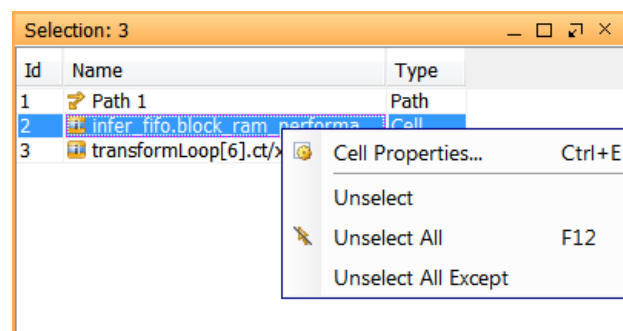 Selection: 3
Id Name Type
1 Path 1 Path
2 infer_fifo.block_ram_performa... Cell
3 transformLoop[6].ct/
Cell Properties... Ctrl+E
Unselect
Unselect All F12
Unselect All Except